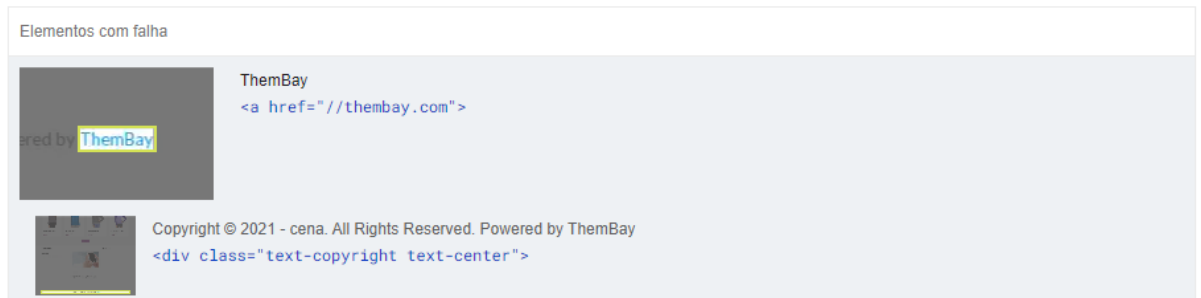 Elementos com falha
ThemBay
<a href="//thembay.com">
ered by ThemBay
Copyright © 2021 - cena. All Rights Reserved. Powered by ThemBay
<div class="text-copyright text-center">